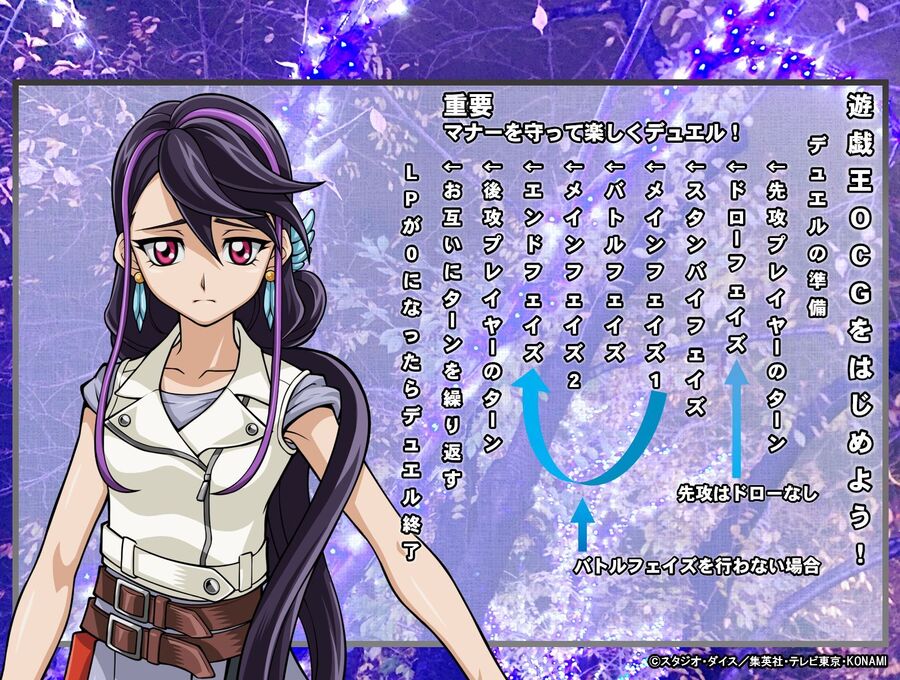 遊戯王OCGをはじめよう！
デュエルの準備
←先攻プレイヤーのターン
←ドローフェイズ
←スタンバイフェイズ
←メインフェイズ1
←バトルフェイズ
←メインフェイズ2
←エンドフェイズ
←後攻プレイヤーのターン
←お互いにターンを繰り返す
LPが0になったらデュエル終了
重要
マナーを守って楽しくデュエル！
先攻はドローなし
バトルフェイズを行わない場合
©スタジオ・ダイス／集英社・テレビ東京・KONAMI